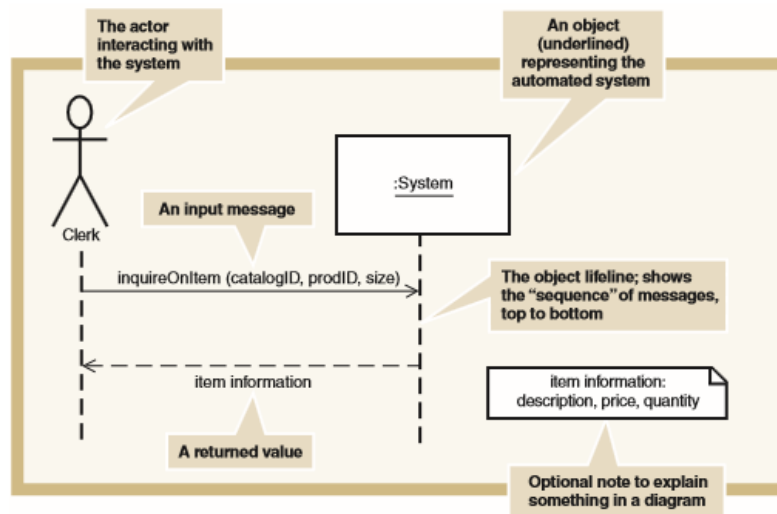 The actor
interacting with
the system
An object
(underlined)
representing the
automated system
:System
An input message
Clerk
inquireOnItem (catalogID, prodID, size)
The object lifeline; shows
the “sequence” of messages,
top to bottom
item information
item information:
description, price, quantity
A returned value
Optional note to explain
something in a diagram